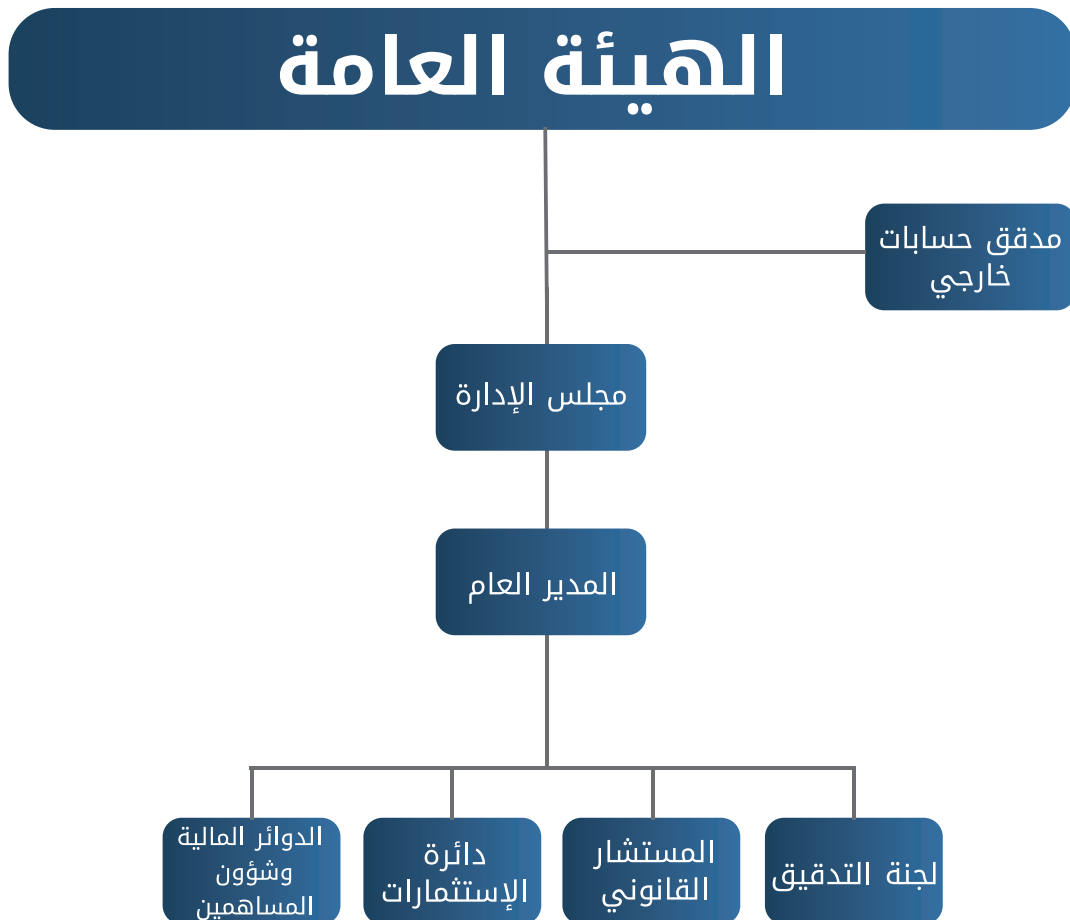 الهيئة العامة
مدقق حسابات
خارجي
مجلس الإدارة
المدير العام
لجنة التدقيق
المستشار
القانوني
دائرة
الإستثمارات
الدوائر المالية
وشؤون
المساهمين